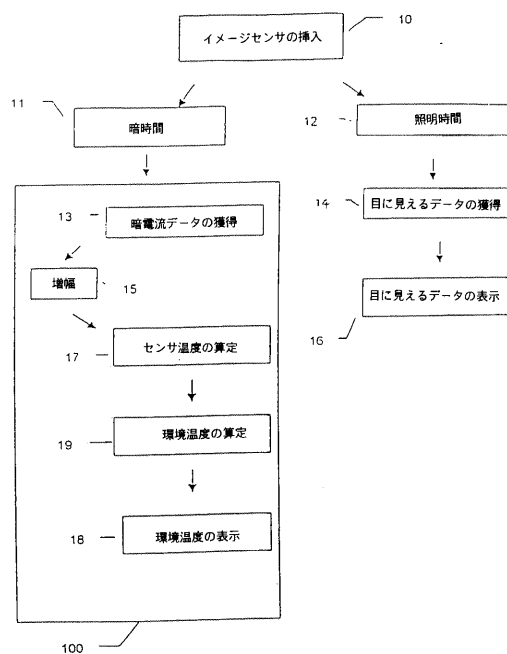 イメージセンサの挿入
10
11
暗時間
12
照明時間
13
暗電流データの獲得
14
目に見えるデータの獲得
増幅
15
目に見えるデータの表示
16
センサ温度の算定
17
環境温度の算定
19
環境温度の表示
18
100